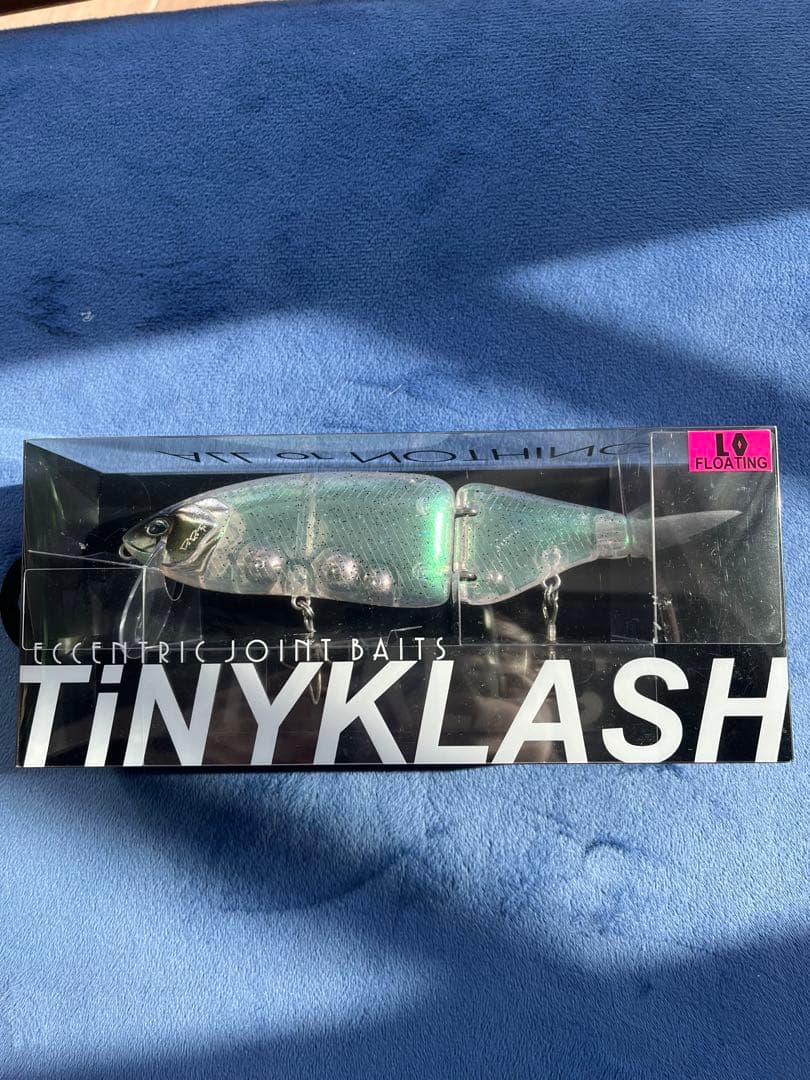 ALL or NOTHING
LO
FLOATING
ECCENTRIC JOINT BAITS
TiNYKLASH